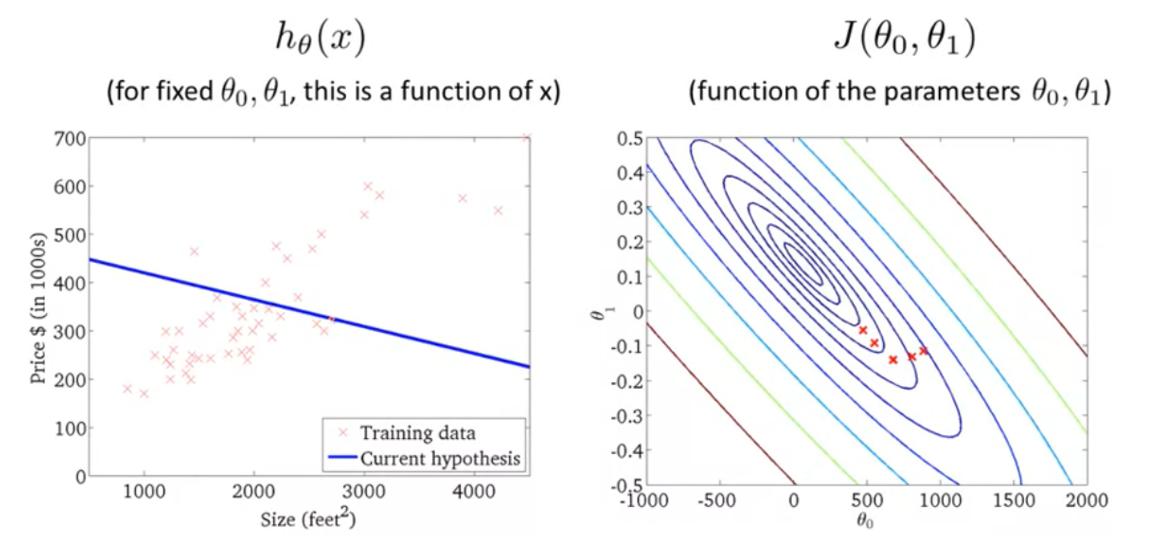 hθ(x)
(for fixed θ₀, θ₁, this is a function of x)
700
600
500
400
300
200
100
0
Price $ (in 1000s)
Training data
Current hypothesis
1000 2000 3000 4000
Size (feet²)
J(θ₀, θ₁)
(function of the parameters θ₀, θ₁)
0.5
0.4
0.3
0.2
0.1
0
-0.1
-0.2
-0.3
-0.4
-0.5
θ₁
-1000 -500 0 500 1000 1500 2000
θ₀